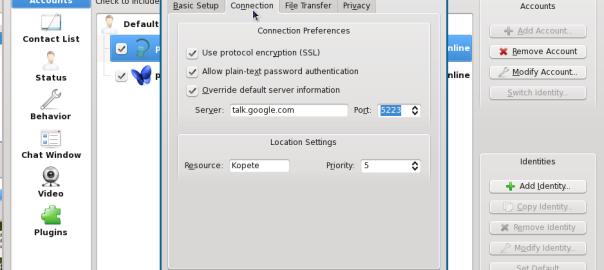 Accounts
Check to include
Contact List
Status
Behavior
Chat Window
Video
Plugins
Default
Basic Setup Connection File Transfer Privacy
Connection Preferences
Use protocol encryption (SSL)
Allow plain-text password authentication
Override default server information
Server: talk.google.com Port: 5223
Location Settings
Resource: Kopete Priority: 5
nline
nline
Accounts
Add Account...
Remove Account
Modify Account...
Switch Identity...
Identities
Add Identity...
Copy Identity...
Remove Identity
Modify Identity...
Set Default